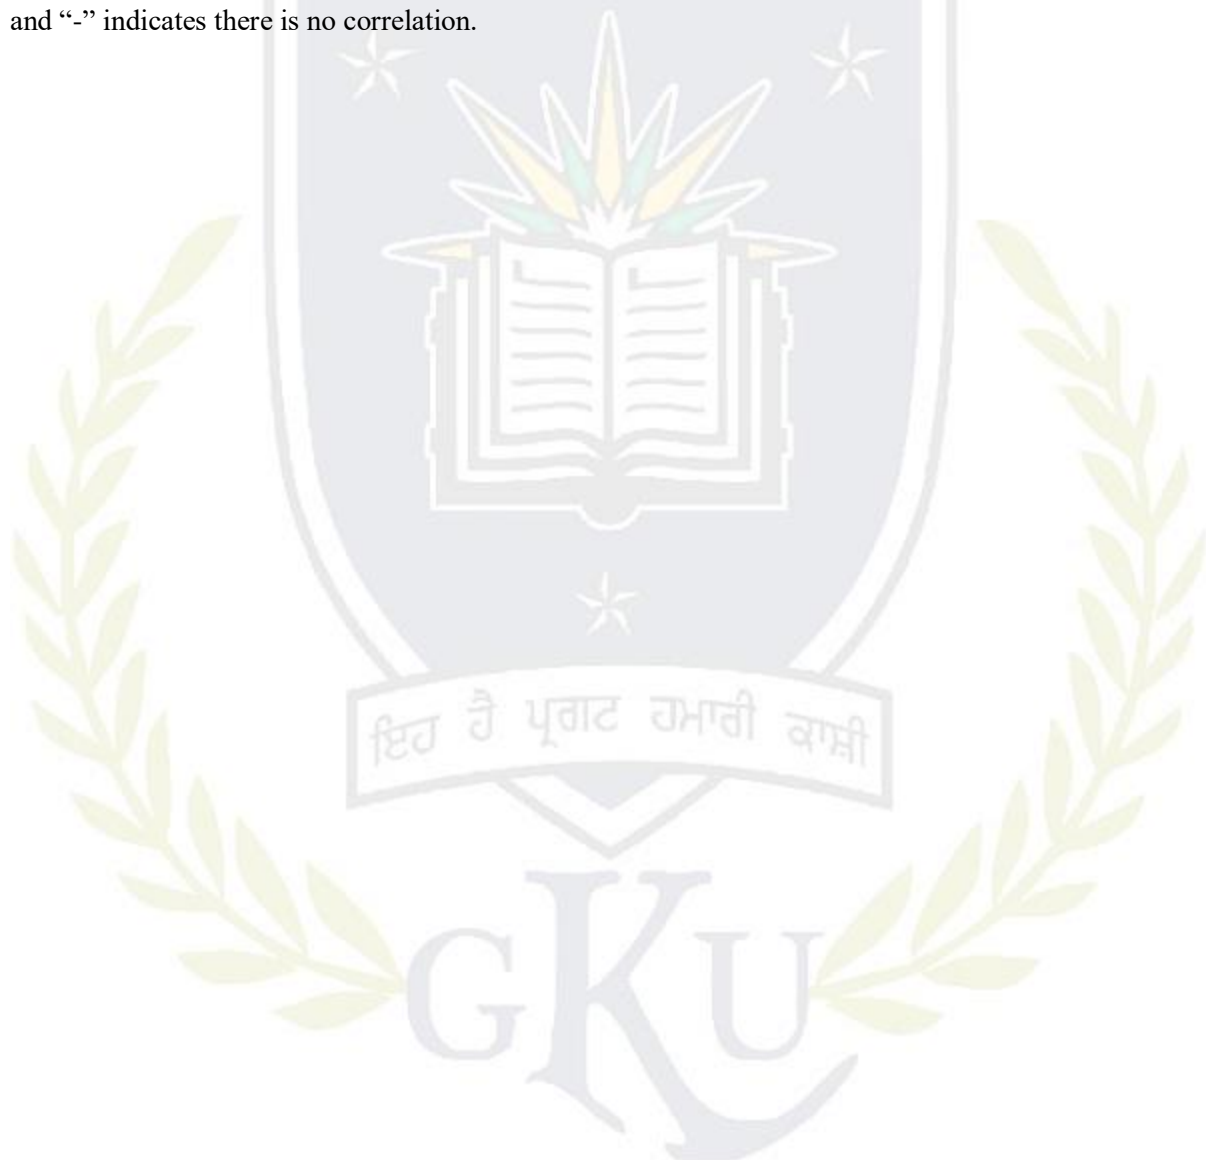 and “-” indicates there is no correlation.
ਇਹ ਹੈ ਪ੍ਰਗਟ ਹਮਾਰੀ ਕਾਸ਼ੀ
GKU